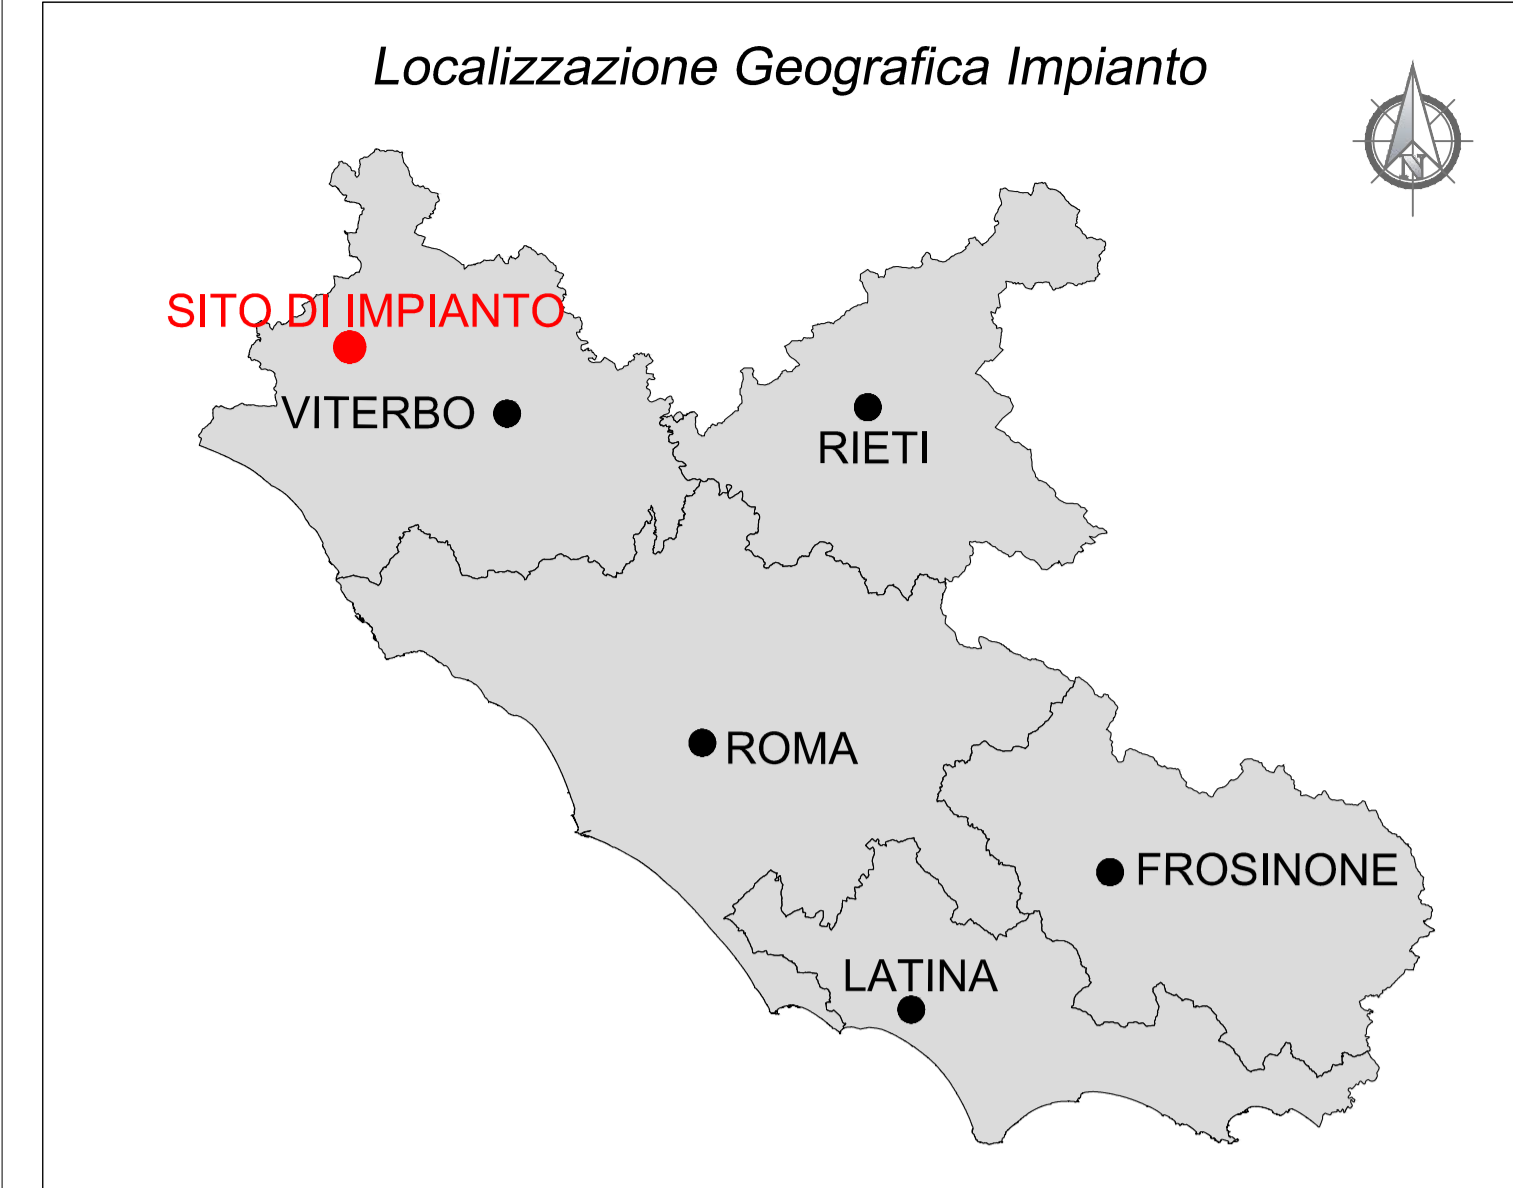 Localizzazione Geografica Impianto
N
SITO DI IMPIANTO
VITERBO
RIETI
ROMA
FROSINONE
LATINA